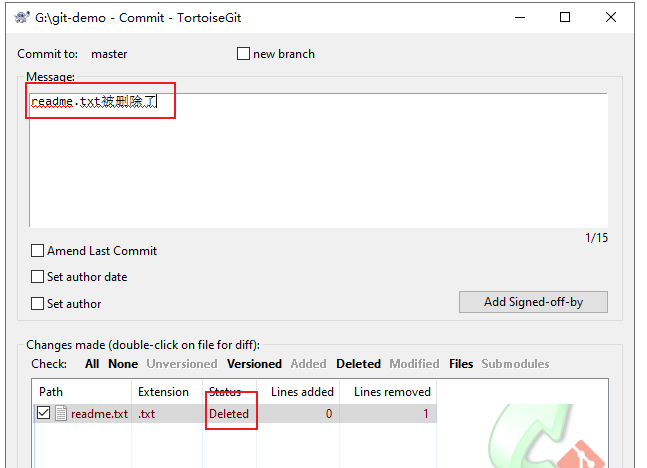 G:\git-demo - Commit - TortoiseGit
Commit to: master new branch
Message:
readme.txt被删除了
1/15
Amend Last Commit
Set author date
Set author Add Signed-off-by
Changes made (double-click on file for diff):
Check: All None Unversioned Versioned Added Deleted Modified Files Submodules
Path Extension Status Lines added Lines removed
readme.txt .txt Deleted 0 1